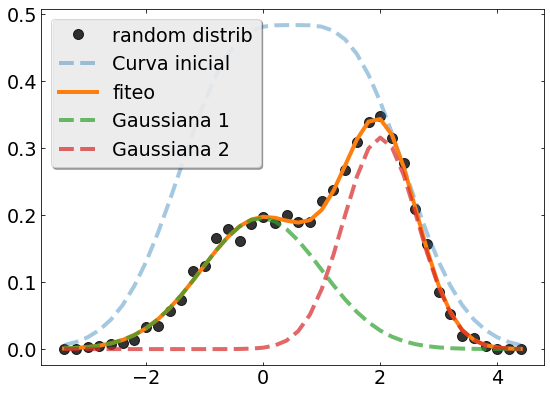 0.5
0.4
0.3
0.2
0.1
0.0
random distrib
Curva inicial
fiteo
Gaussiana 1
Gaussiana 2
−2 0 2 4